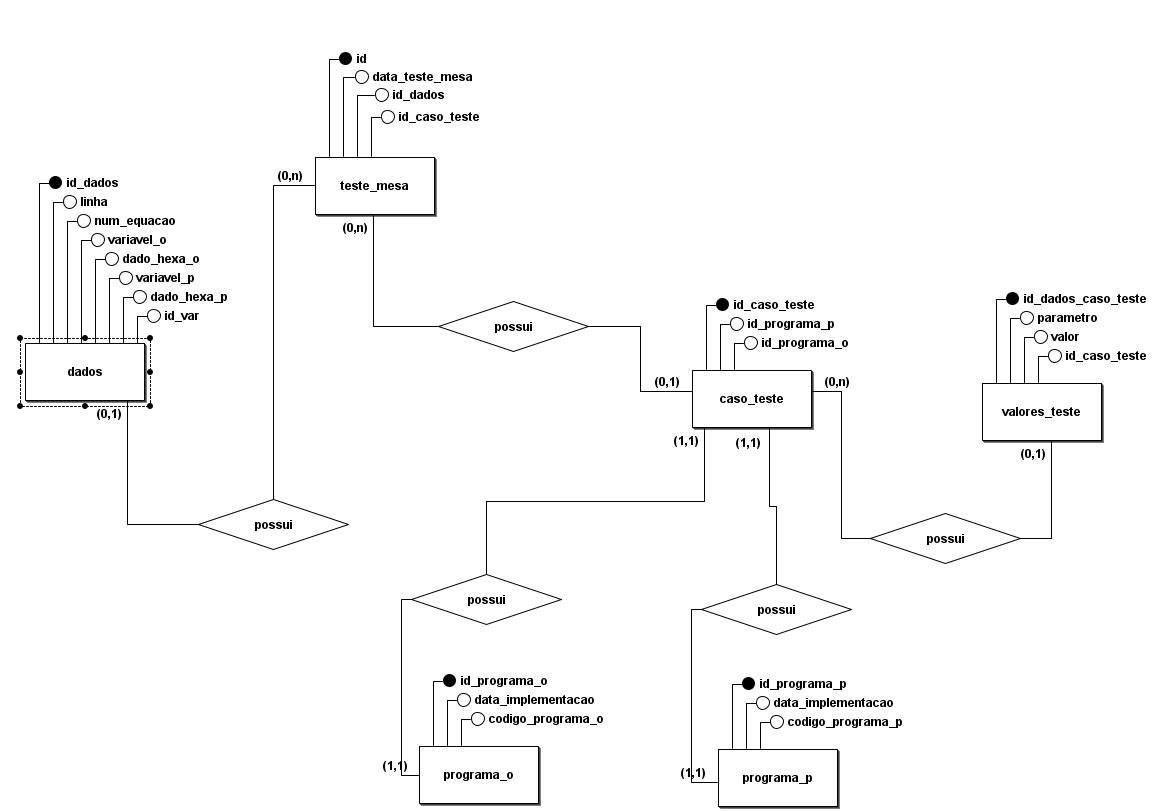 id
data_teste_mesa
id_dados
id_caso_teste
teste_mesa
(0,n)
(0,n)
id_dados
linha
num_equacao
variavel_o
dado_hexa_o
variavel_p
dado_hexa_p
id_var
dados
(0,1)
possui
possui
id_caso_teste
id_programa_p
id_programa_o
caso_teste
(0,1)
(0,n)
(1,1)
(1,1)
id_dados_caso_teste
parametro
valor
id_caso_teste
valores_teste
(0,1)
possui
possui
possui
id_programa_o
data_implementacao
codigo_programa_o
programa_o
(1,1)
id_programa_p
data_implementacao
codigo_programa_p
programa_p
(1,1)